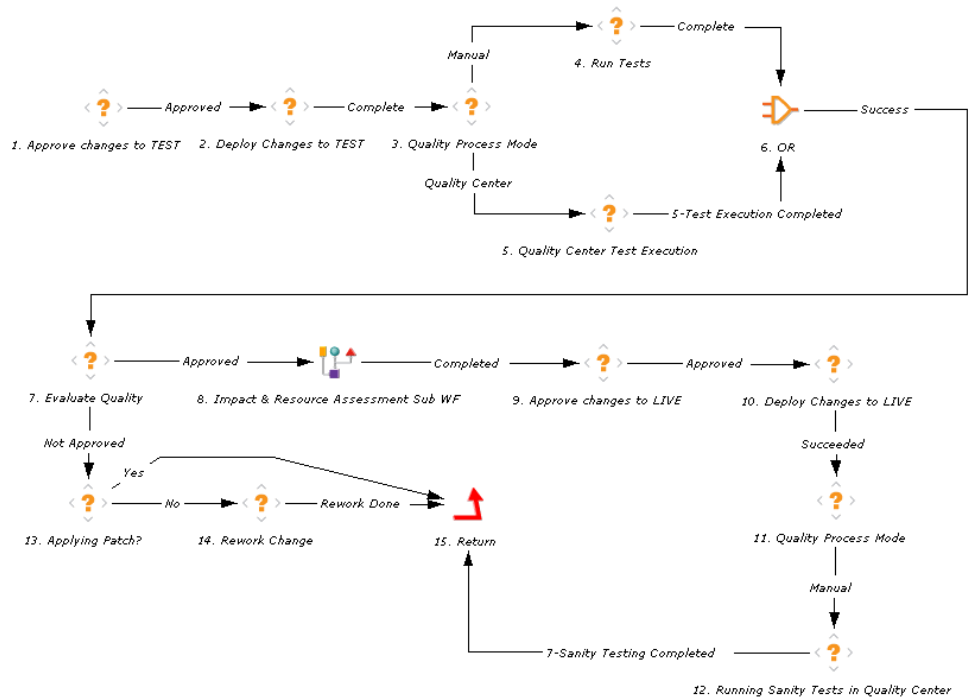 Complete
4. Run Tests
Manual
Approved
Complete
Success
1. Approve changes to TEST
2. Deploy Changes to TEST
3. Quality Process Mode
6. OR
Quality Center
5-Test Execution Completed
5. Quality Center Test Execution
Approved
Completed
Approved
7. Evaluate Quality
8. Impact & Resource Assessment Sub WF
9. Approve changes to LIVE
10. Deploy Changes to LIVE
Not Approved
Succeeded
Yes
No
Rework Done
13. Applying Patch?
14. Rework Change
15. Return
11. Quality Process Mode
Manual
7-Sanity Testing Completed
12. Running Sanity Tests in Quality Center